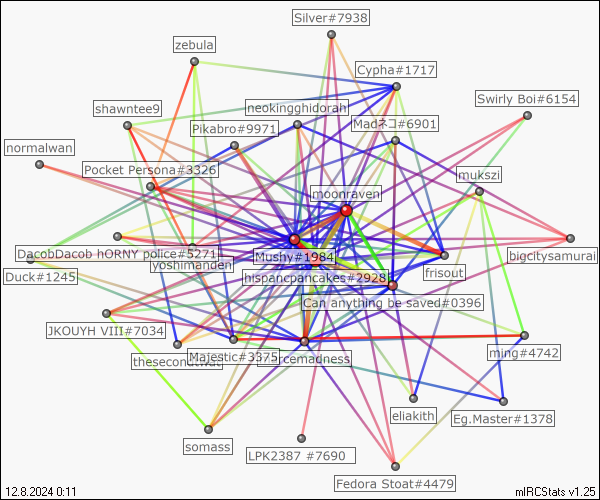 Silver#7938
zebula
Cypha#1717
Swirly Boi#6154
shawntee9
neokingghidorah
Pikabro#9971
Madネコ#6901
normalwan
Pocket Persona#3326
mukszi
moonraven
DacobDacob hORNY police#5271
Mushy#1984
bigcitysamurai
yoshimanden
Duck#1245
hispancpancakes#2928
frisout
Can anything be saved#0396
JKOUYH VIII#7034
Majestic#3375
ming#4742
eliakith
Eg.Master#1378
somass
LPK2387 #7690
Fedora Stoat#4479
12.8.2024 0:11
mIRCStats v1.25